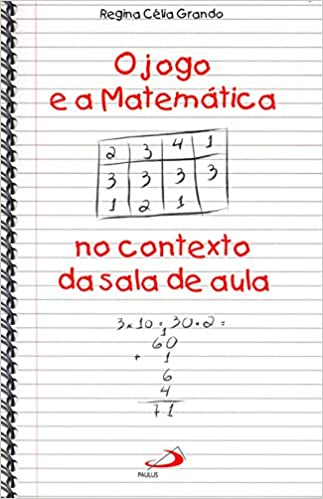 Regina Célia Grando
O jogo
e a Matemática
2 3 4 1
3 3 3 3
1 2 1
no contexto
da sala de aula
3 x 10 = 30 x 2 =
1
60
+ 1
6
4
71
PAULUS